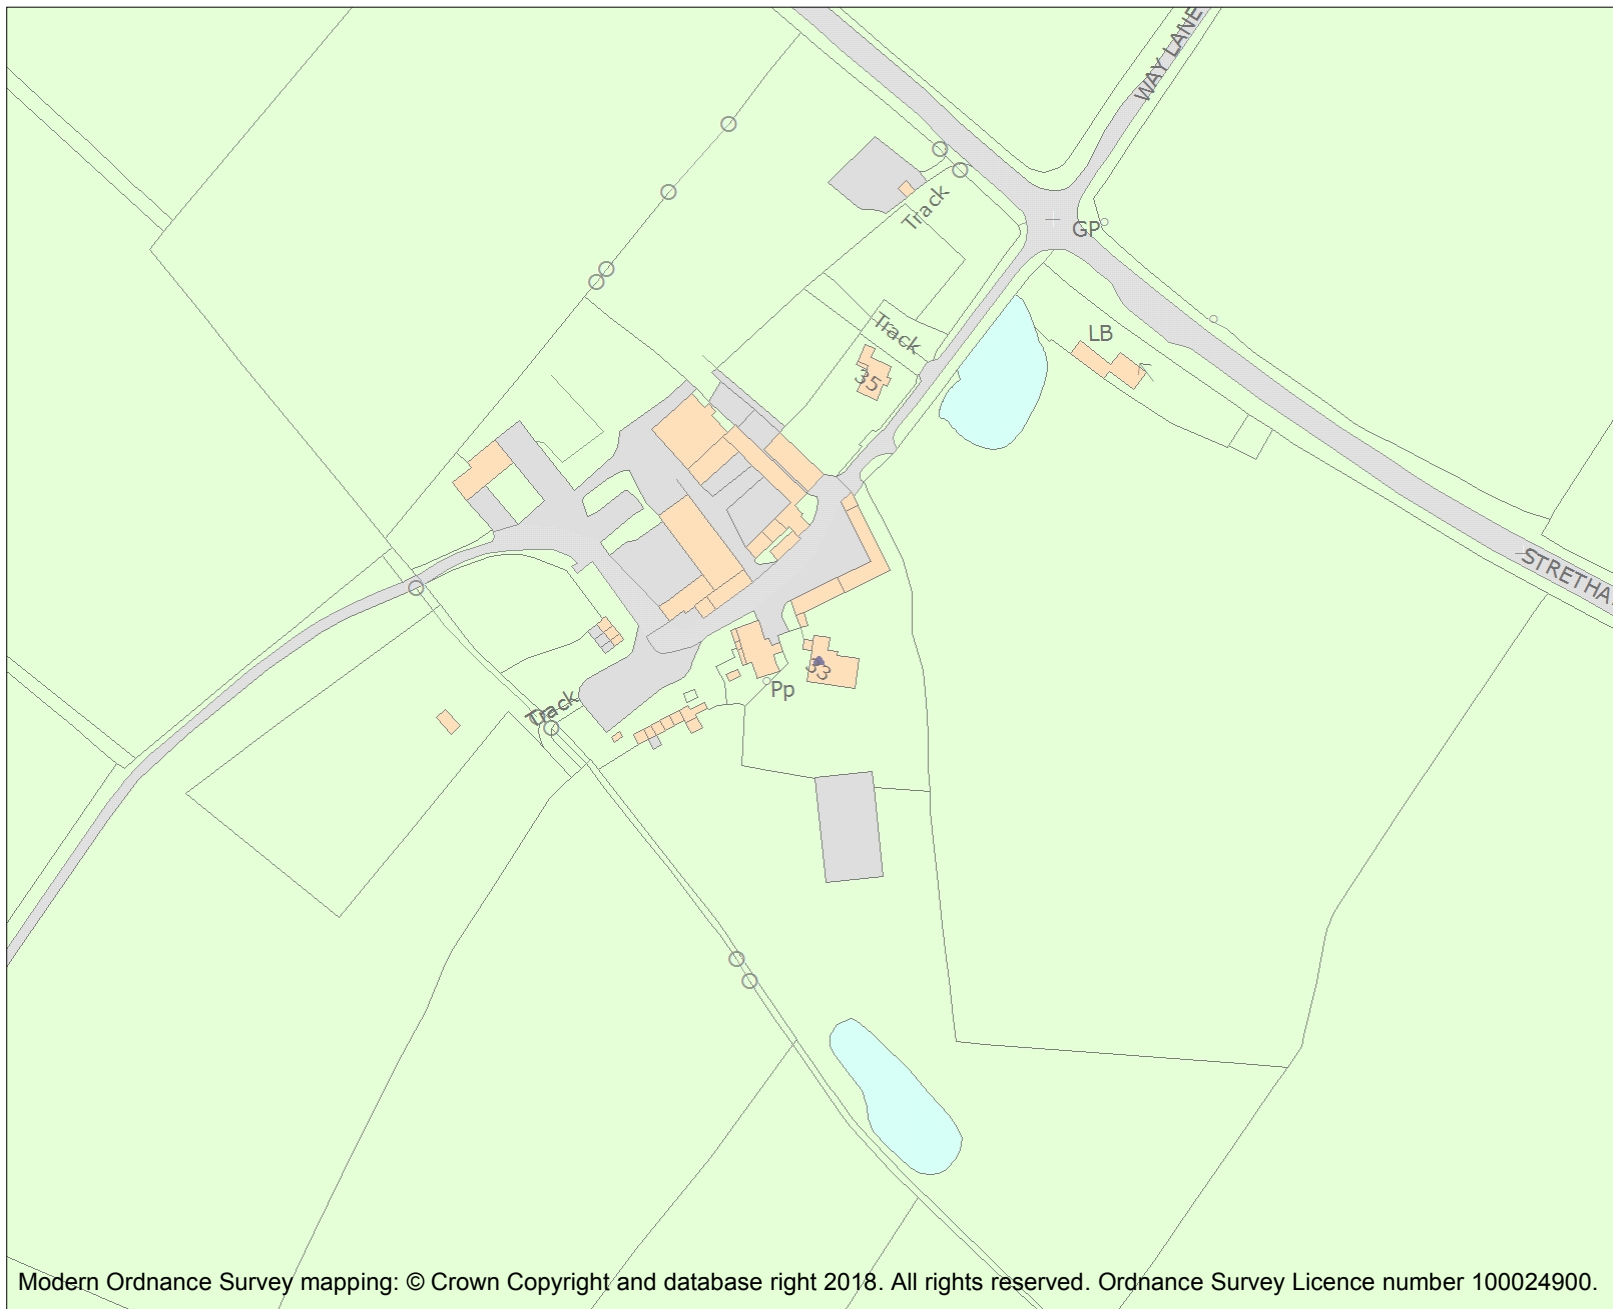 WAY LANE
Track
GP
Track
LB
35
STRETHA
33
Pp
Track
Modern Ordnance Survey mapping: © Crown Copyright and database right 2018. All rights reserved. Ordnance Survey Licence number 100024900.